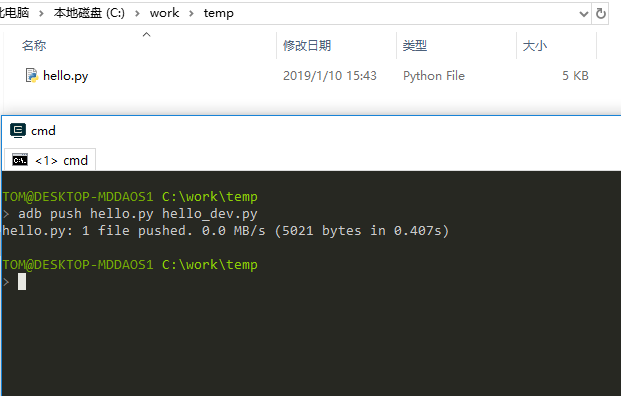 电脑 › 本地磁盘 (C:) › work › temp
名称 修改日期 类型 大小
hello.py 2019/1/10 15:43 Python File 5 KB
cmd
<1> cmd
TOM@DESKTOP-MDDAOS1 C:\work\temp
> adb push hello.py hello_dev.py
hello.py: 1 file pushed. 0.0 MB/s (5021 bytes in 0.407s)
TOM@DESKTOP-MDDAOS1 C:\work\temp
>